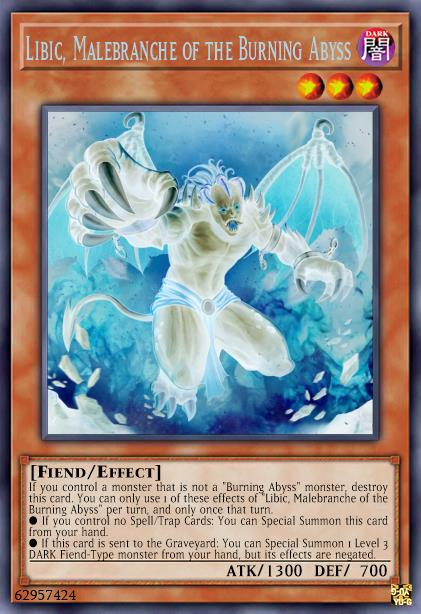 Libic, Malebranche of the Burning Abyss
DARK
闇
[Fiend/Effect]
If you control a monster that is not a "Burning Abyss" monster, destroy
this card. You can only use 1 of these effects of "Libic, Malebranche of the
Burning Abyss" per turn, and only once that turn.
● If you control no Spell/Trap Cards: You can Special Summon this card
from your hand.
● If this card is sent to the Graveyard: You can Special Summon 1 Level 3
DARK Fiend-Type monster from your hand, but its effects are negated.
ATK/1300 DEF/ 700
62957424